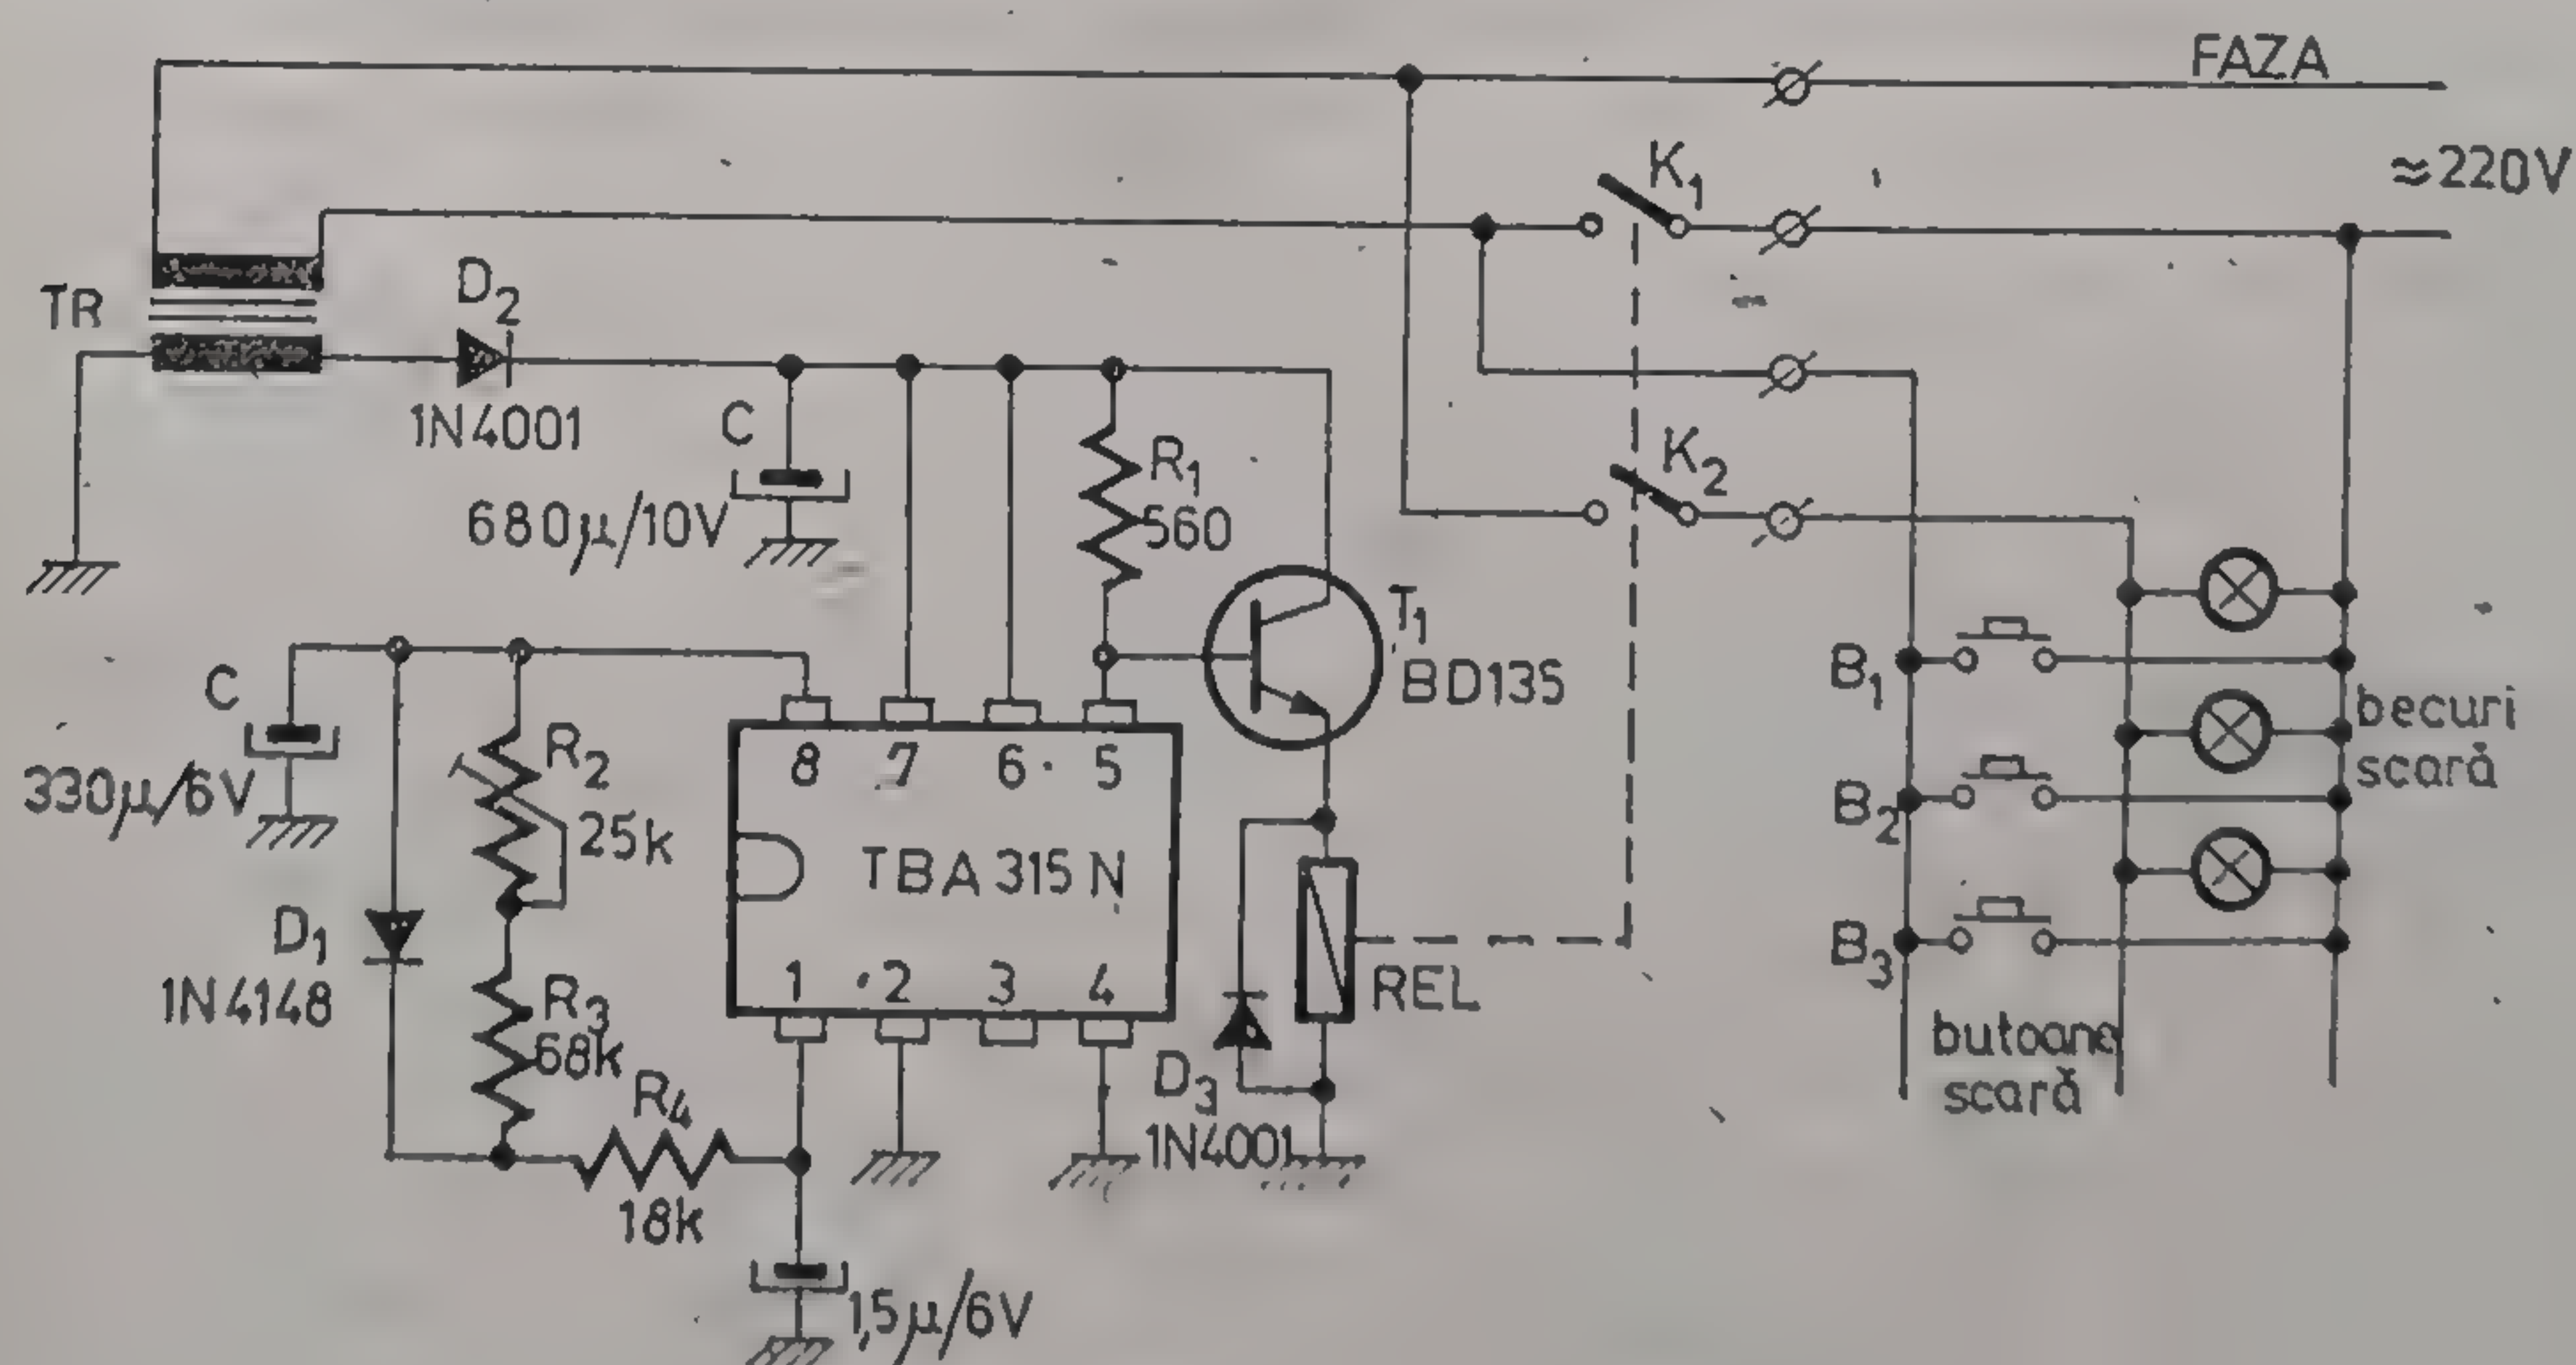 FAZA
≈220V
K1
TR
D2
1N4001
C
680μ/10V
R1
560
K2
T1
BD135
C
330μ/6V
R2
25k
8 7 6 5
TBA 315 N
1 2 3 4
D1
1N4148
R3
68k
R4
18k
1,5μ/6V
D3
1N4001
REL
B1
B2
B3
becuri
scară
butoane
scară